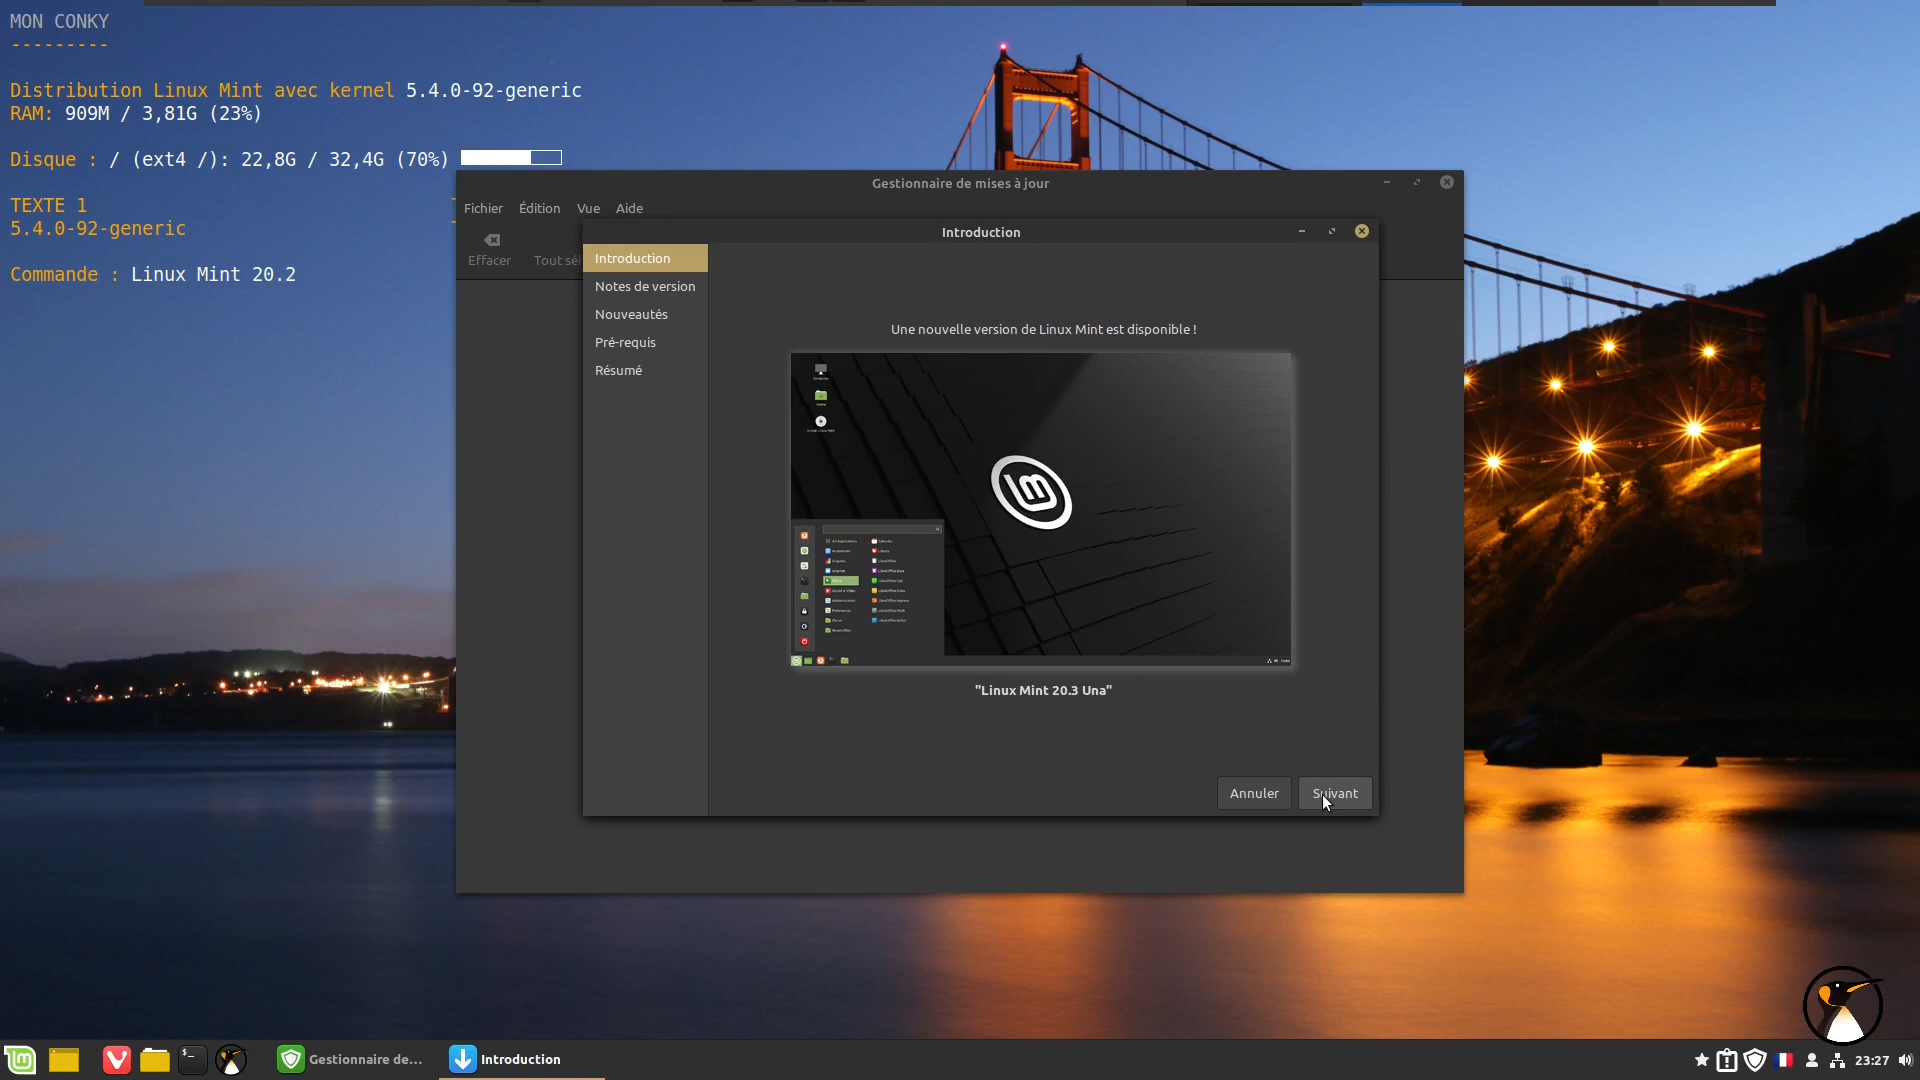 MON CONKY
---------
Distribution Linux Mint avec kernel 5.4.0-92-generic
RAM: 909M / 3,81G (23%)
Disque : / (ext4 /): 22,8G / 32,4G (70%)
TEXTE 1
5.4.0-92-generic
Commande : Linux Mint 20.2
Gestionnaire de mises à jour
Fichier Édition Vue Aide
Effacer Tout sél
Introduction
Introduction
Notes de version
Nouveautés
Pré-requis
Résumé
Une nouvelle version de Linux Mint est disponible !
"Linux Mint 20.3 Una"
Annuler Suivant
Gestionnaire de...
Introduction
23:27